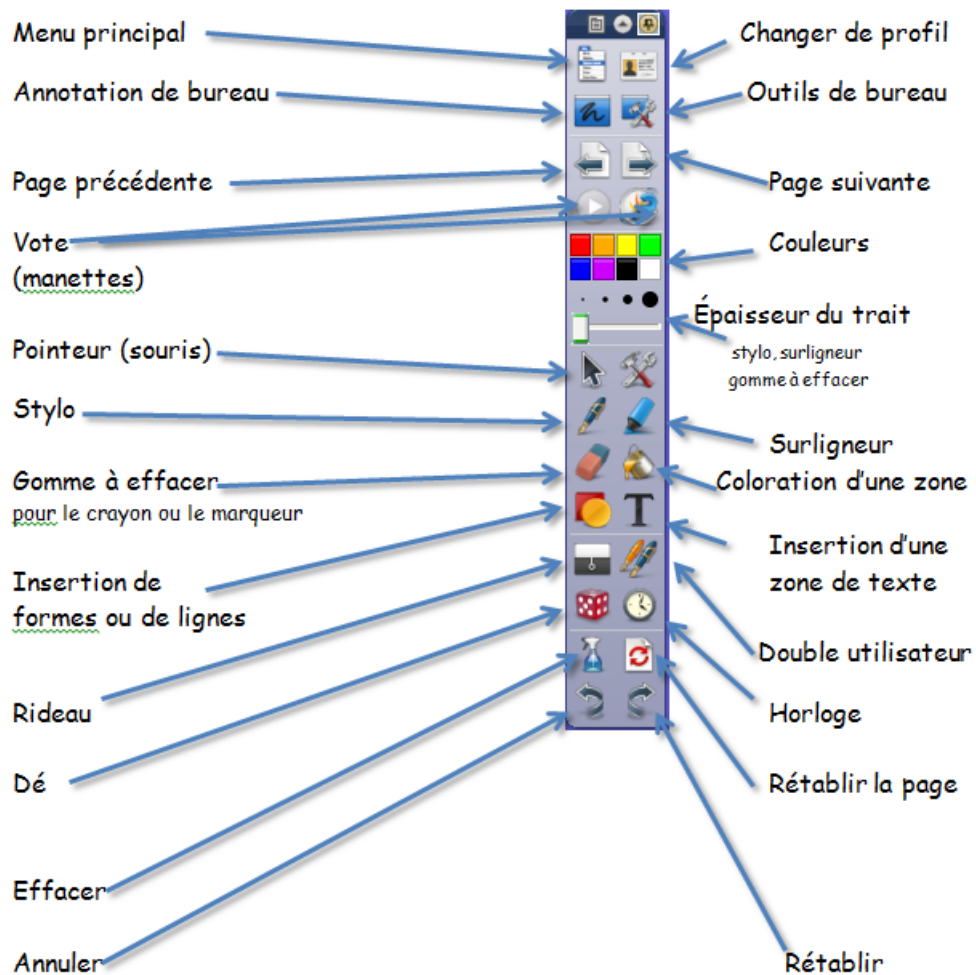 Menu principal
Changer de profil
Annotation de bureau
Outils de bureau
Page précédente
Page suivante
Vote
(manettes)
Couleurs
Épaisseur du trait
stylo, surligneur
gomme à effacer
Pointeur (souris)
Stylo
Surligneur
Gomme à effacer
pour le crayon ou le marqueur
Coloration d'une zone
Insertion d'une
zone de texte
Insertion de
formes ou de lignes
Double utilisateur
Rideau
Horloge
Dé
Rétablir la page
Effacer
Annuler
Rétablir